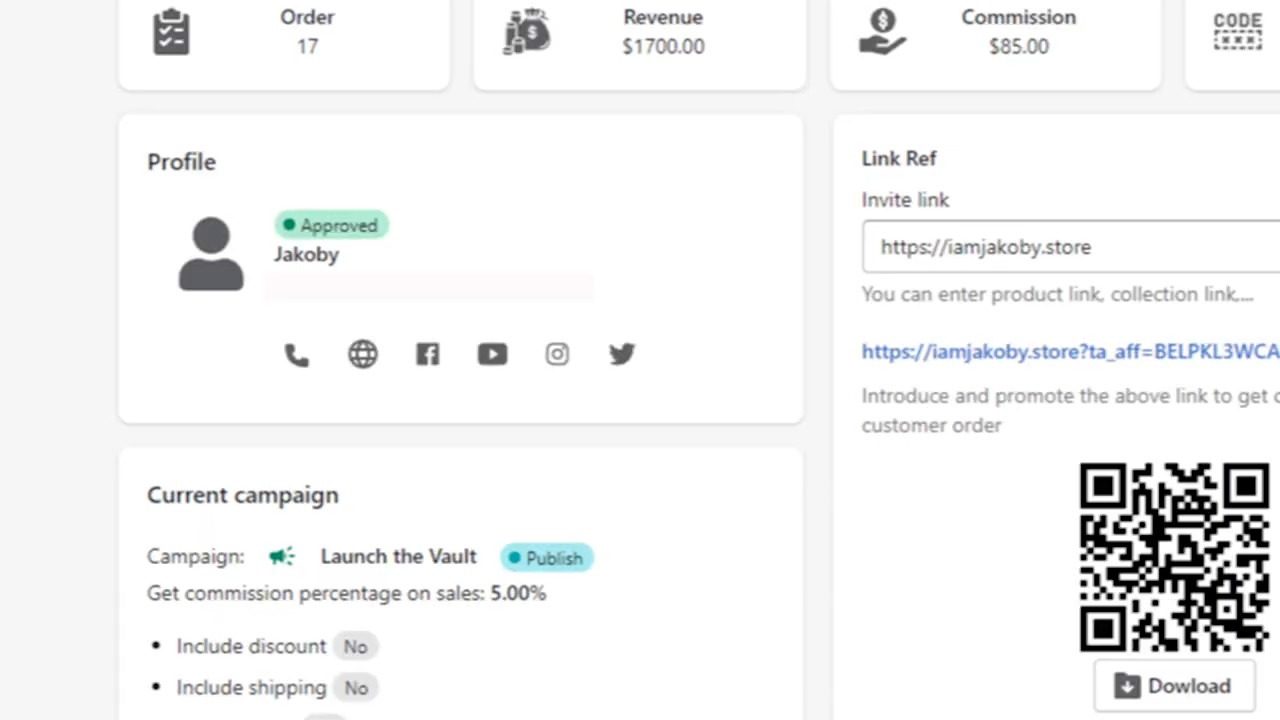 Order
17
Revenue
$1700.00
Commission
$85.00
CODE
Profile
Approved
Jakoby
Link Ref
Invite link
https://iamjakoby.store
You can enter product link, collection link,...
https://iamjakoby.store?ta_aff=BELPKL3WCA
Introduce and promote the above link to get
customer order
Dowload
Current campaign
Campaign: Launch the Vault Publish
Get commission percentage on sales: 5.00%
• Include discount No
• Include shipping No